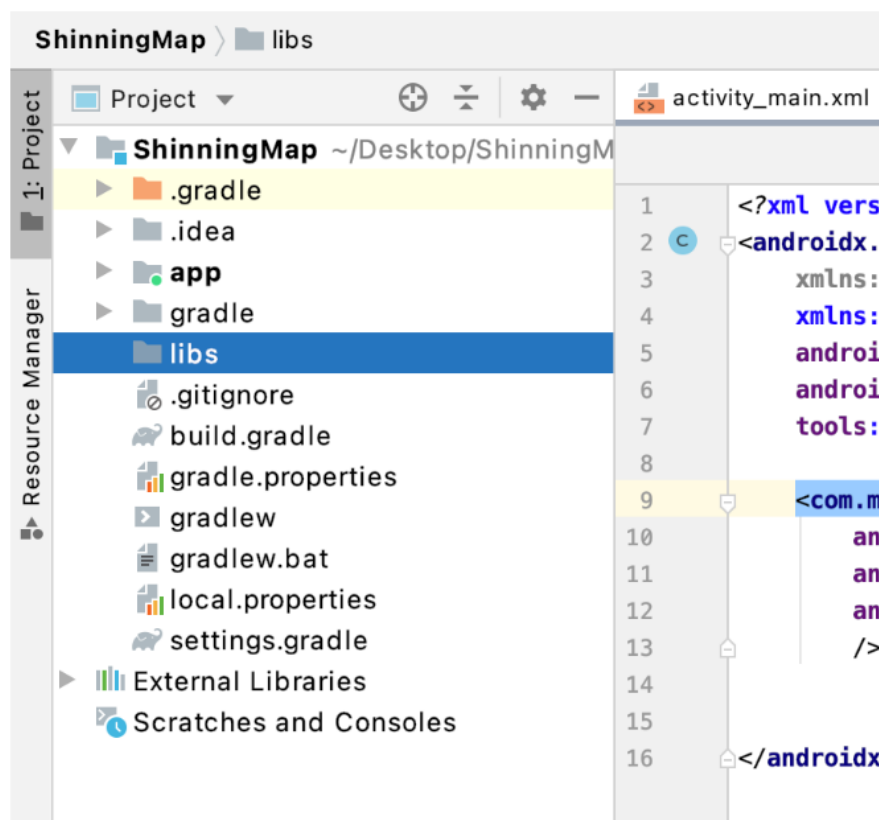 ShinningMap 〉 libs
1: Project
Resource Manager
Project
ShinningMap ~/Desktop/ShinningM
.gradle
.idea
app
gradle
libs
.gitignore
build.gradle
gradle.properties
gradlew
gradlew.bat
local.properties
settings.gradle
External Libraries
Scratches and Consoles
activity_main.xml
1 <?xml vers
2 C <androidx.
3 xmlns:
4 xmlns:
5 androi
6 androi
7 tools:
8
9 <com.m
10 an
11 an
12 an
13 />
14
15
16 </androidx